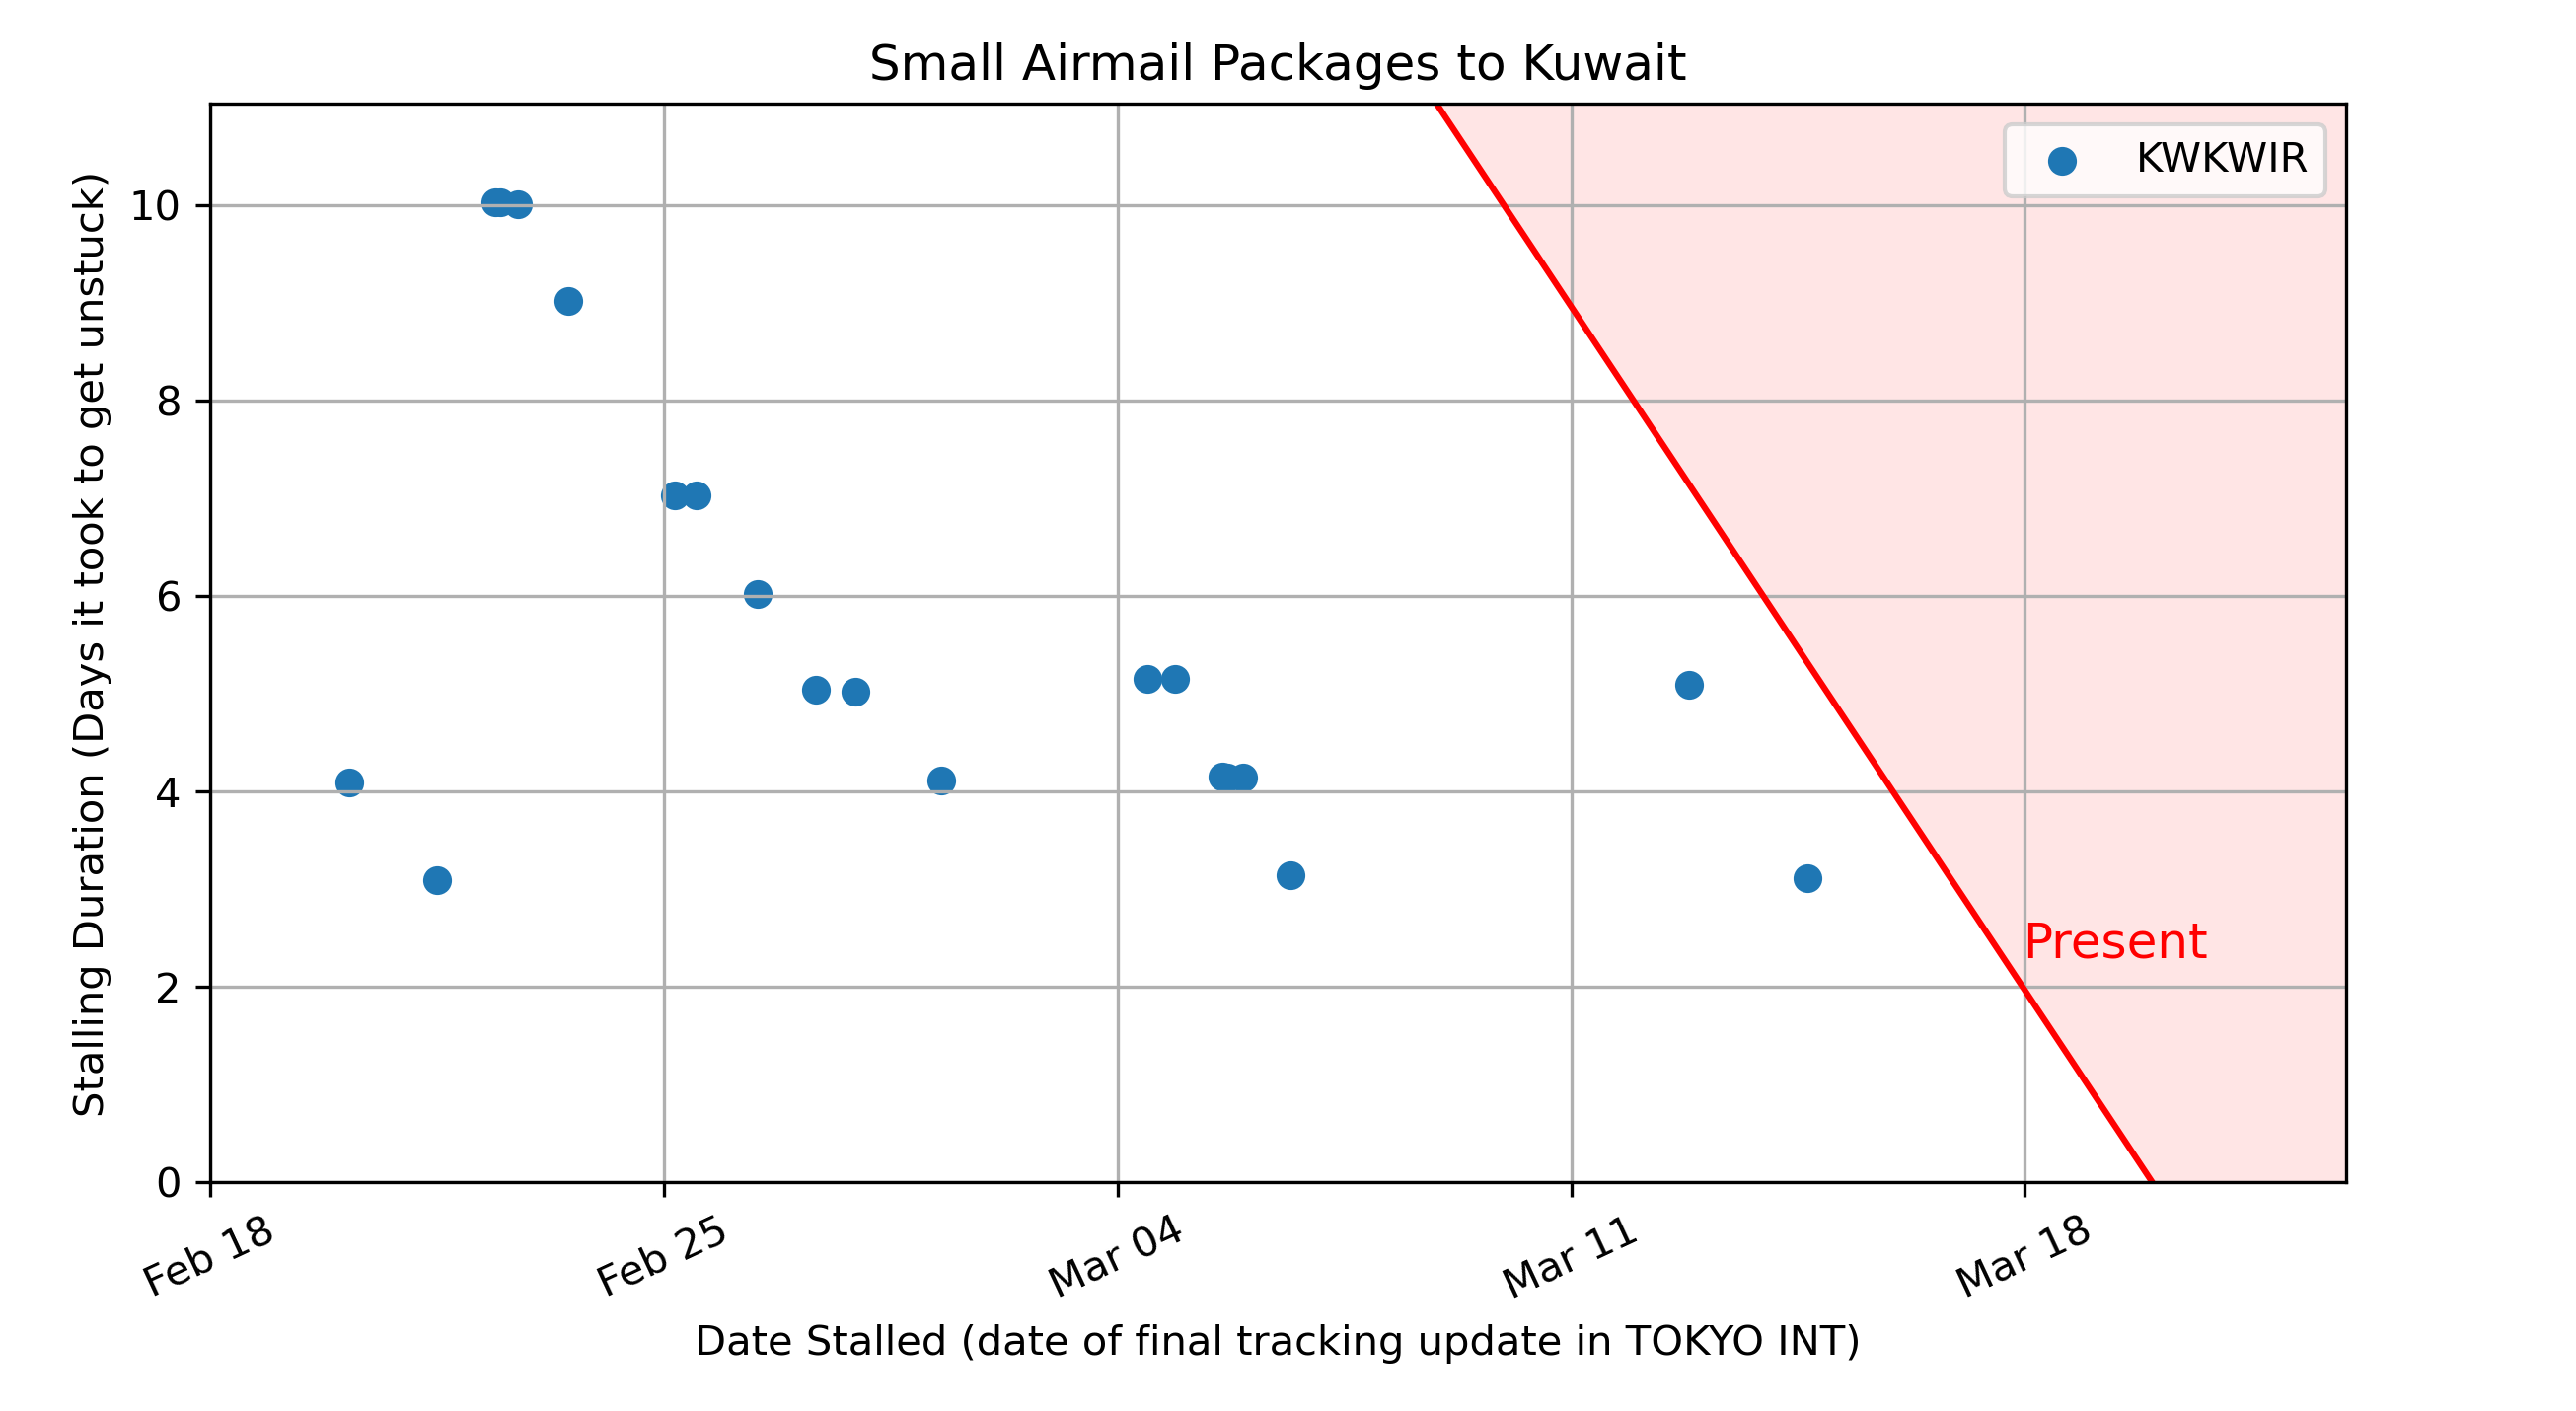 Small Airmail Packages to Kuwait
KWKWIR
Stalling Duration (Days it took to get unstuck)
10
8
6
4
2
0
Present
Feb 18
Feb 25
Mar 04
Mar 11
Mar 18
Date Stalled (date of final tracking update in TOKYO INT)